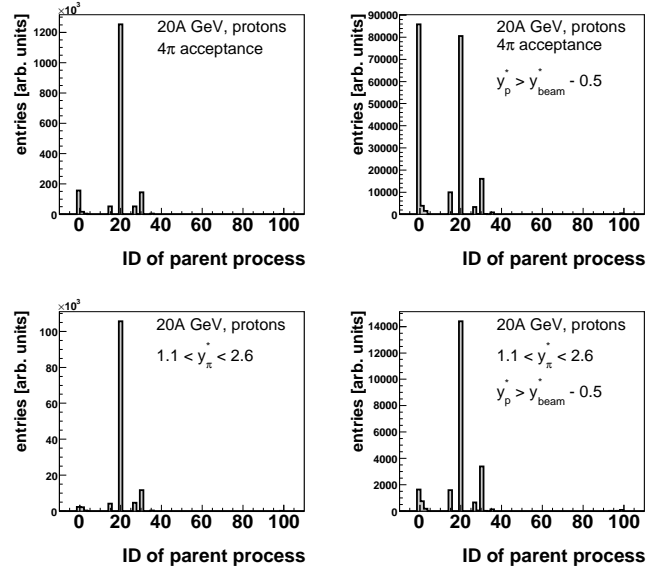 ×10³
20A GeV, protons
4π acceptance
entries [arb. units]
1200
1000
800
600
400
200
0
0 20 40 60 80 100
ID of parent process
20A GeV, protons
4π acceptance
y*p > y*beam - 0.5
entries [arb. units]
90000
80000
70000
60000
50000
40000
30000
20000
10000
0
0 20 40 60 80 100
ID of parent process
×10³
20A GeV, protons
1.1 < y*π < 2.6
entries [arb. units]
100
80
60
40
20
0
0 20 40 60 80 100
ID of parent process
20A GeV, protons
1.1 < y*π < 2.6
y*p > y*beam - 0.5
entries [arb. units]
14000
12000
10000
8000
6000
4000
2000
0
0 20 40 60 80 100
ID of parent process